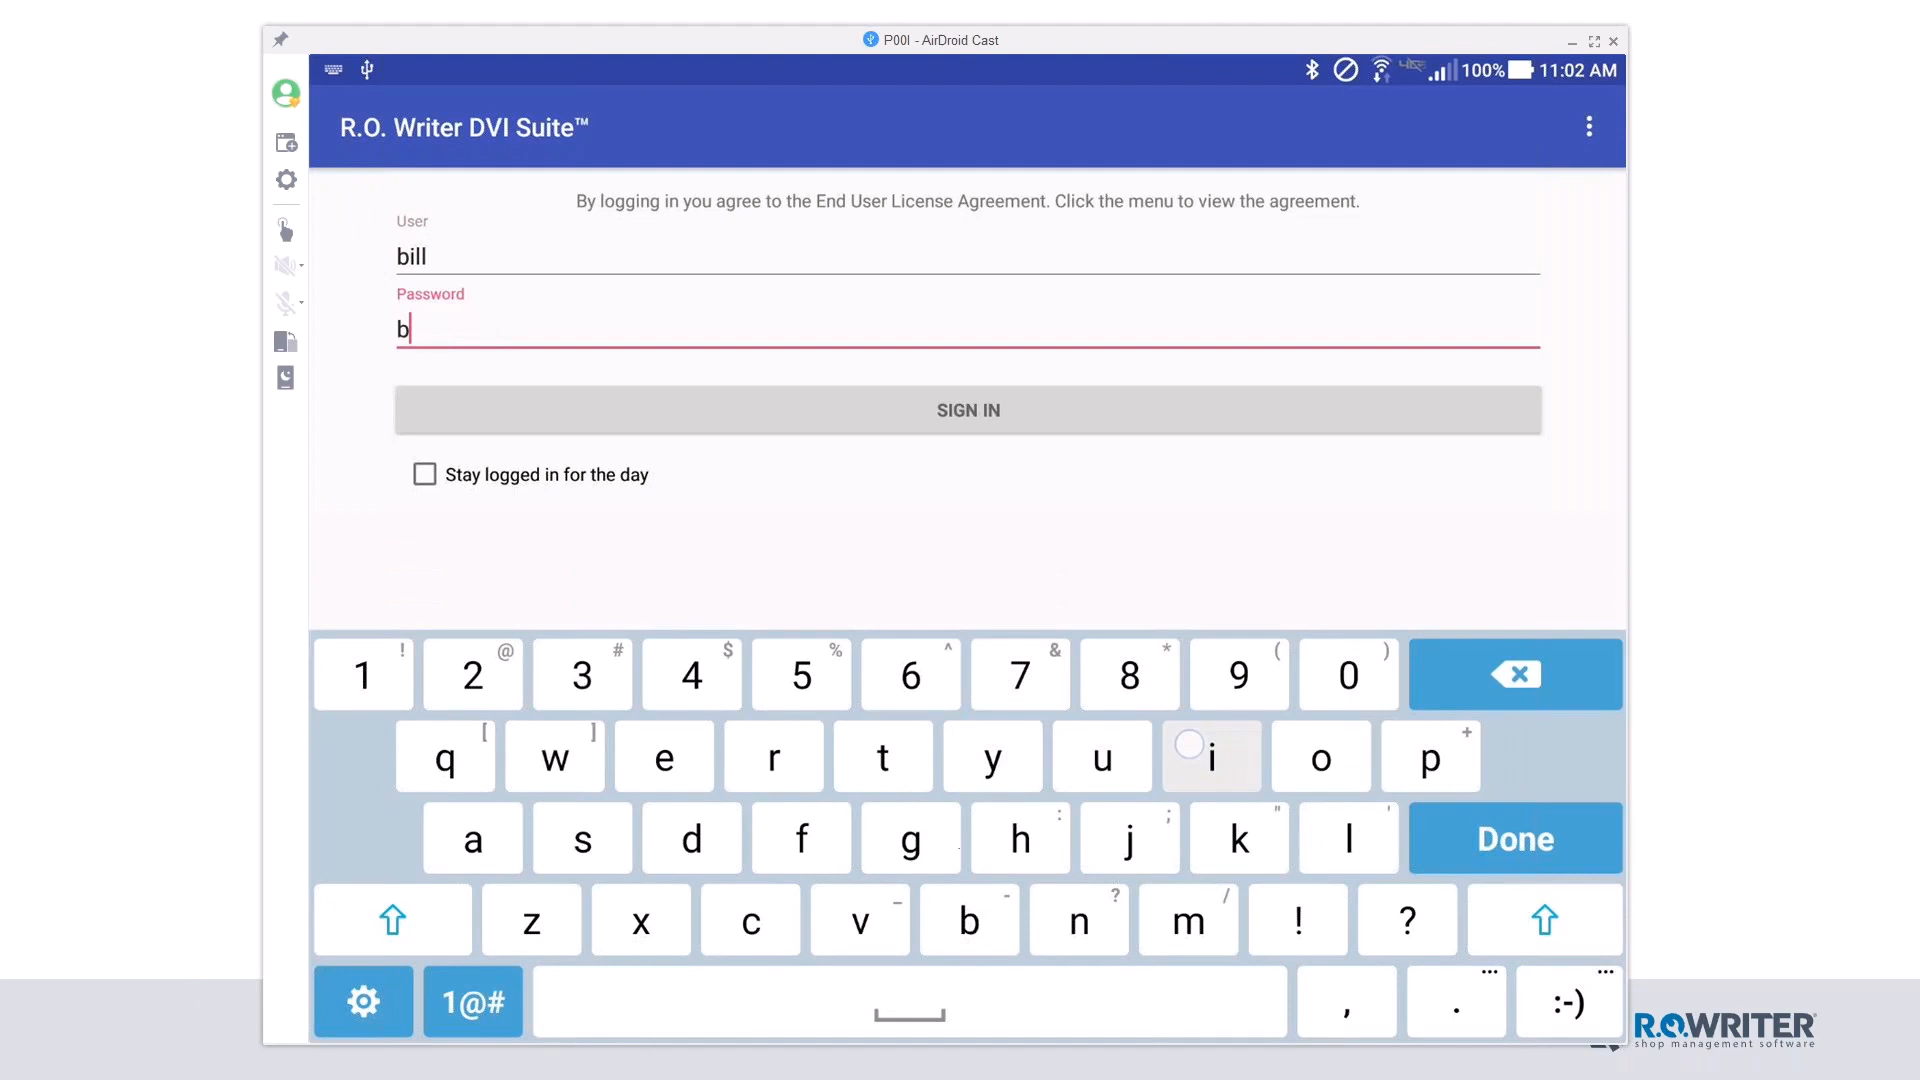 P00I - AirDroid Cast
100% 11:02 AM
R.O. Writer DVI Suite™
By logging in you agree to the End User License Agreement. Click the menu to view the agreement.
User
bill
Password
b
SIGN IN
Stay logged in for the day
1 ! 2 @ 3 # 4 $ 5 % 6 ^ 7 & 8 * 9 ( 0 )
q [ w ] e r t y u i o p +
a s d f g h : j ; k " l ' Done
z x c v _ b - n ? m / ! ?
1@# , . ... :-) ...
R.O.WRITER
shop management software